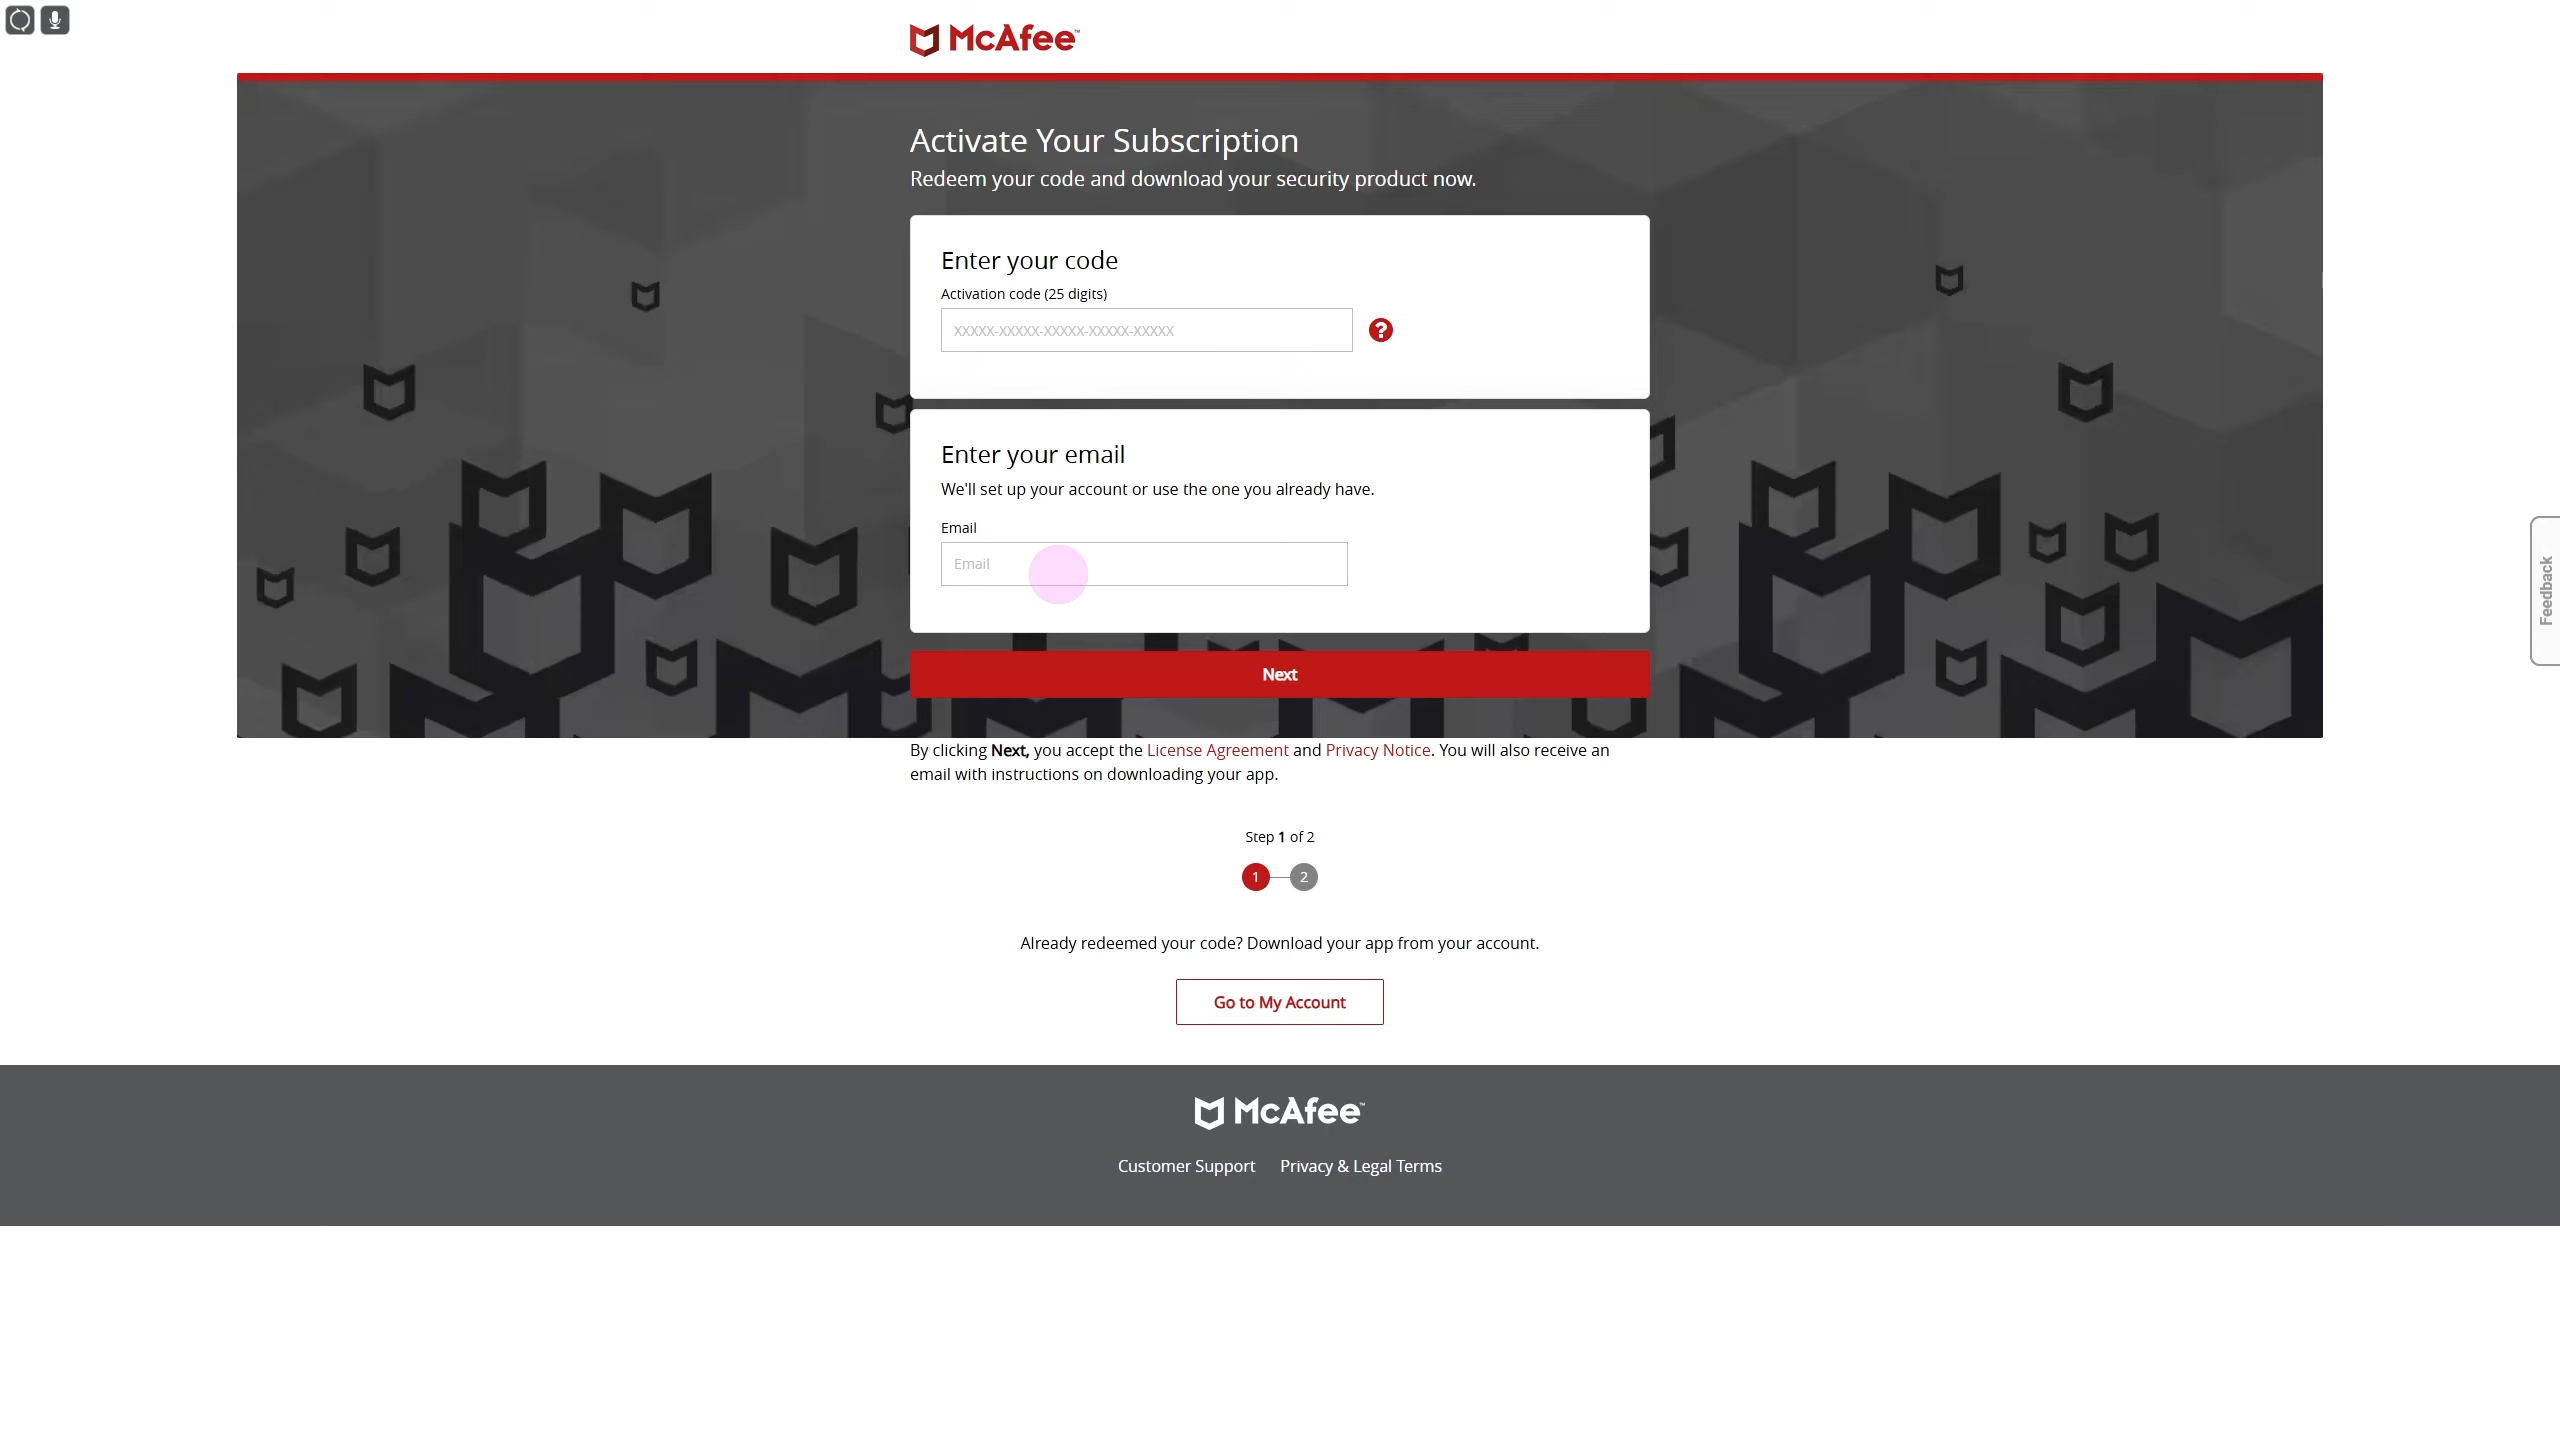 McAfee™
Activate Your Subscription
Redeem your code and download your security product now.
Enter your code
Activation code (25 digits)
XXXXX-XXXXX-XXXXX-XXXXX-XXXXX
?
Enter your email
We'll set up your account or use the one you already have.
Email
Email
Next
By clicking Next, you accept the License Agreement and Privacy Notice. You will also receive an
email with instructions on downloading your app.
Step 1 of 2
1 2
Already redeemed your code? Download your app from your account.
Go to My Account
McAfee™
Customer Support Privacy & Legal Terms
Feedback